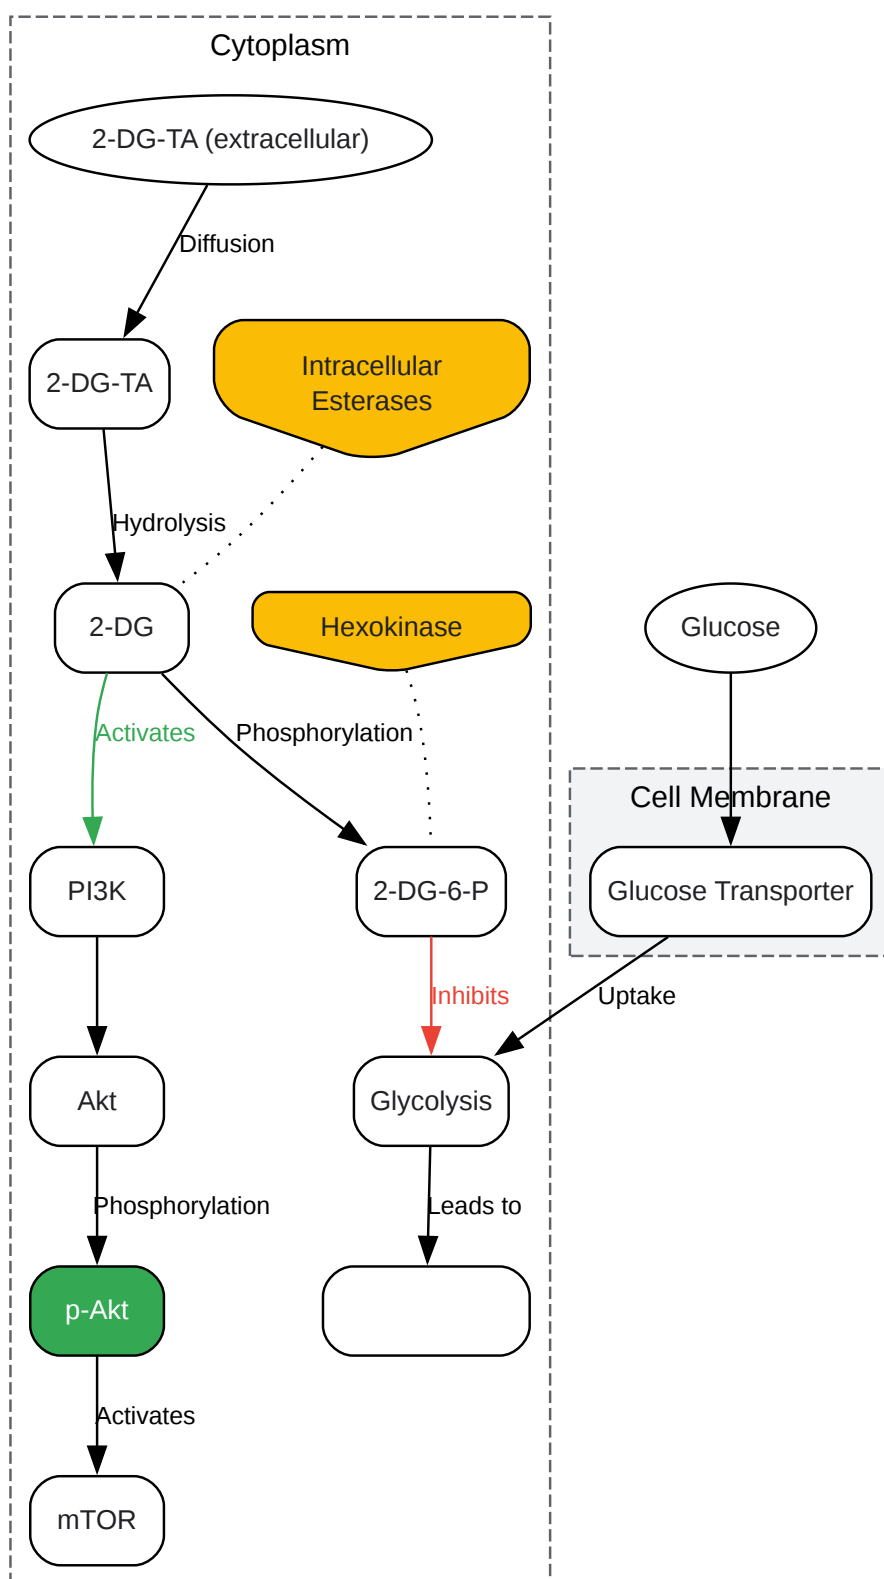 Cytoplasm
2-DG-TA (extracellular)
Diffusion
2-DG-TA
Intracellular
Esterases
Hydrolysis
2-DG
Hexokinase
Glucose
Activates
Phosphorylation
Cell Membrane
PI3K
2-DG-6-P
Glucose Transporter
Inhibits
Uptake
Akt
Glycolysis
Phosphorylation
Leads to
p-Akt
Activates
mTOR